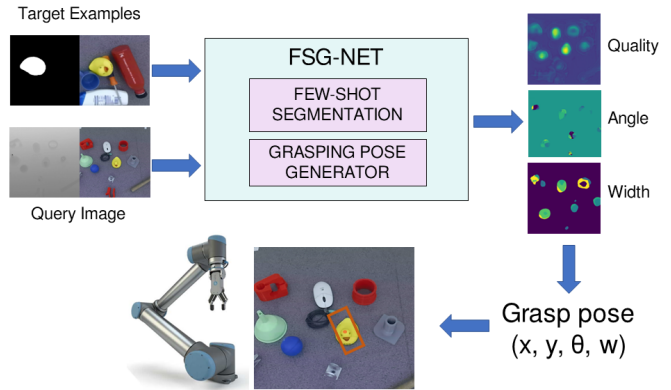 Target Examples
FSG-NET
FEW-SHOT
SEGMENTATION
GRASPING POSE
GENERATOR
Query Image
Quality
Angle
Width
Grasp pose
(x, y, θ, w)